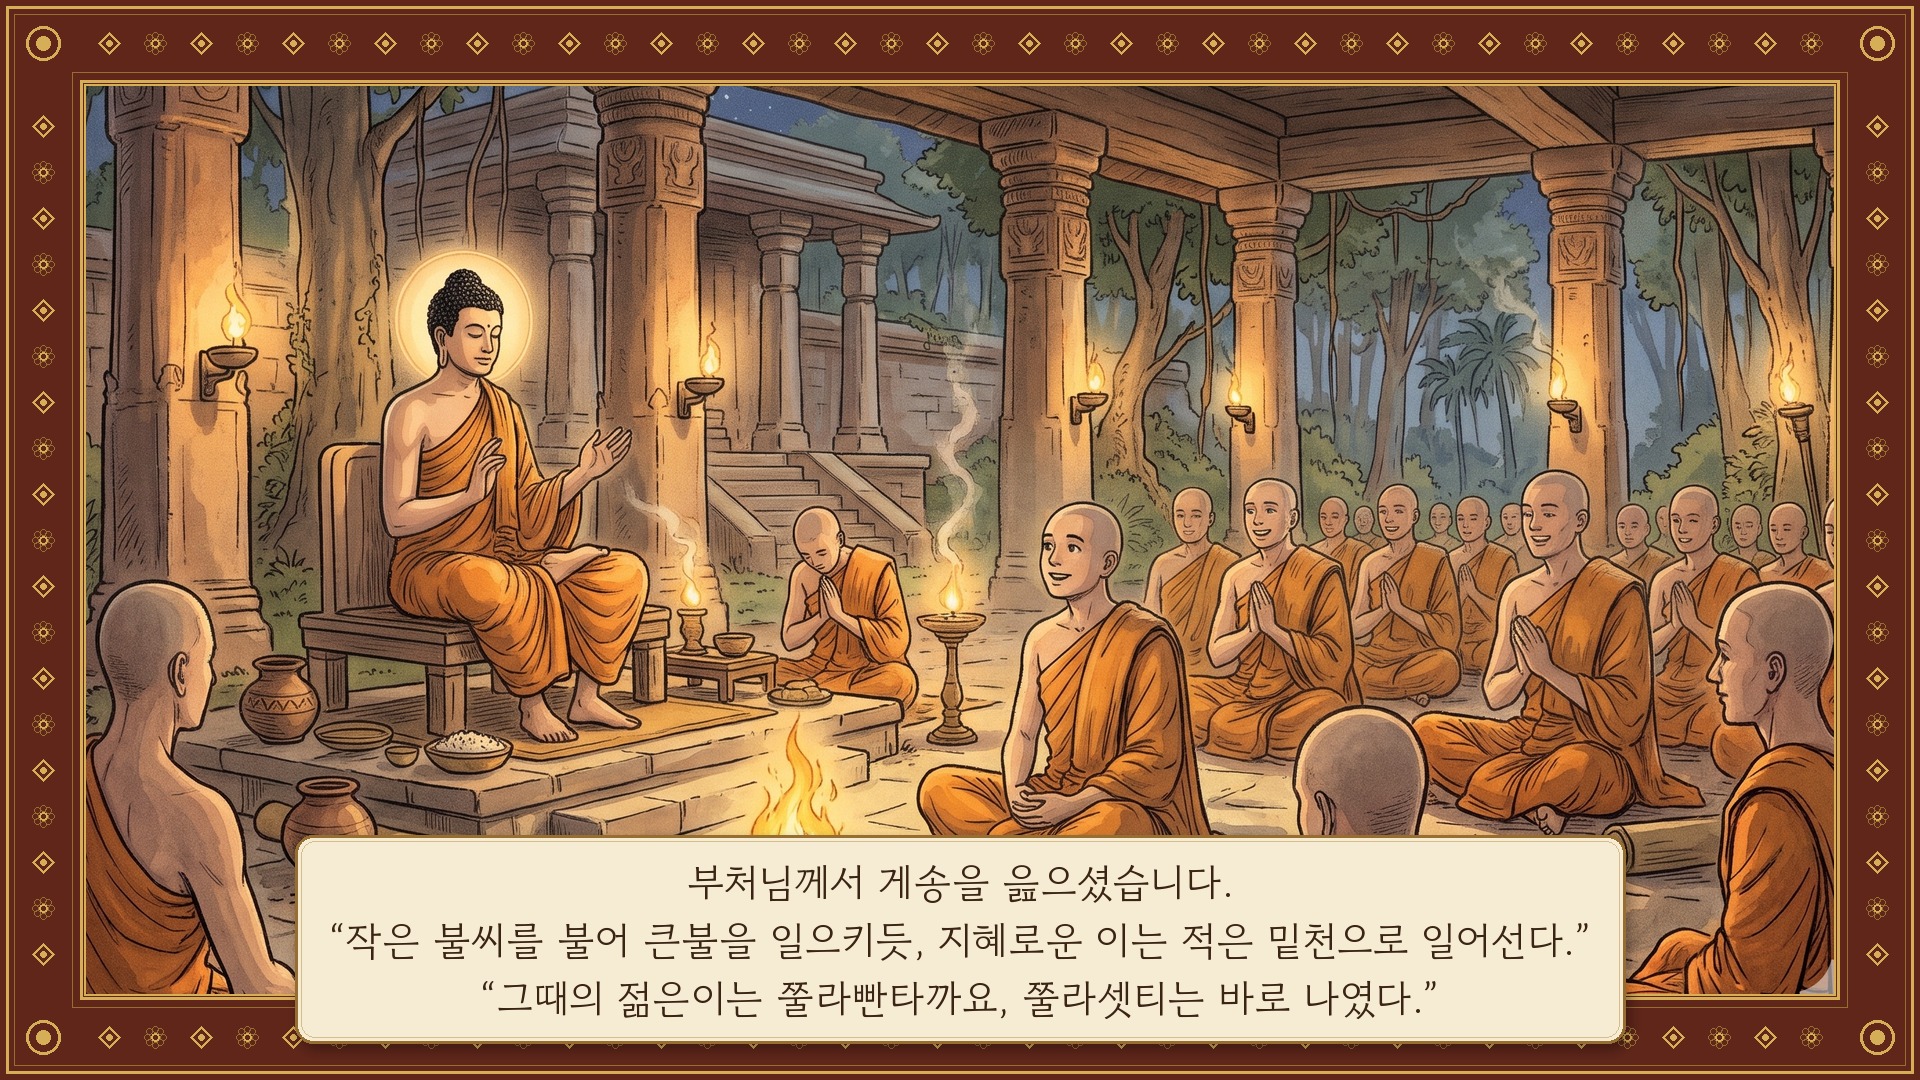 부처님께서 게송을 읊으셨습니다.
“작은 불씨를 불어 큰불을 일으키듯, 지혜로운 이는 적은 밑천으로 일어선다.”
“그때의 젊은이는 쭐라빤타까요, 쭐라셋티는 바로 나였다.”